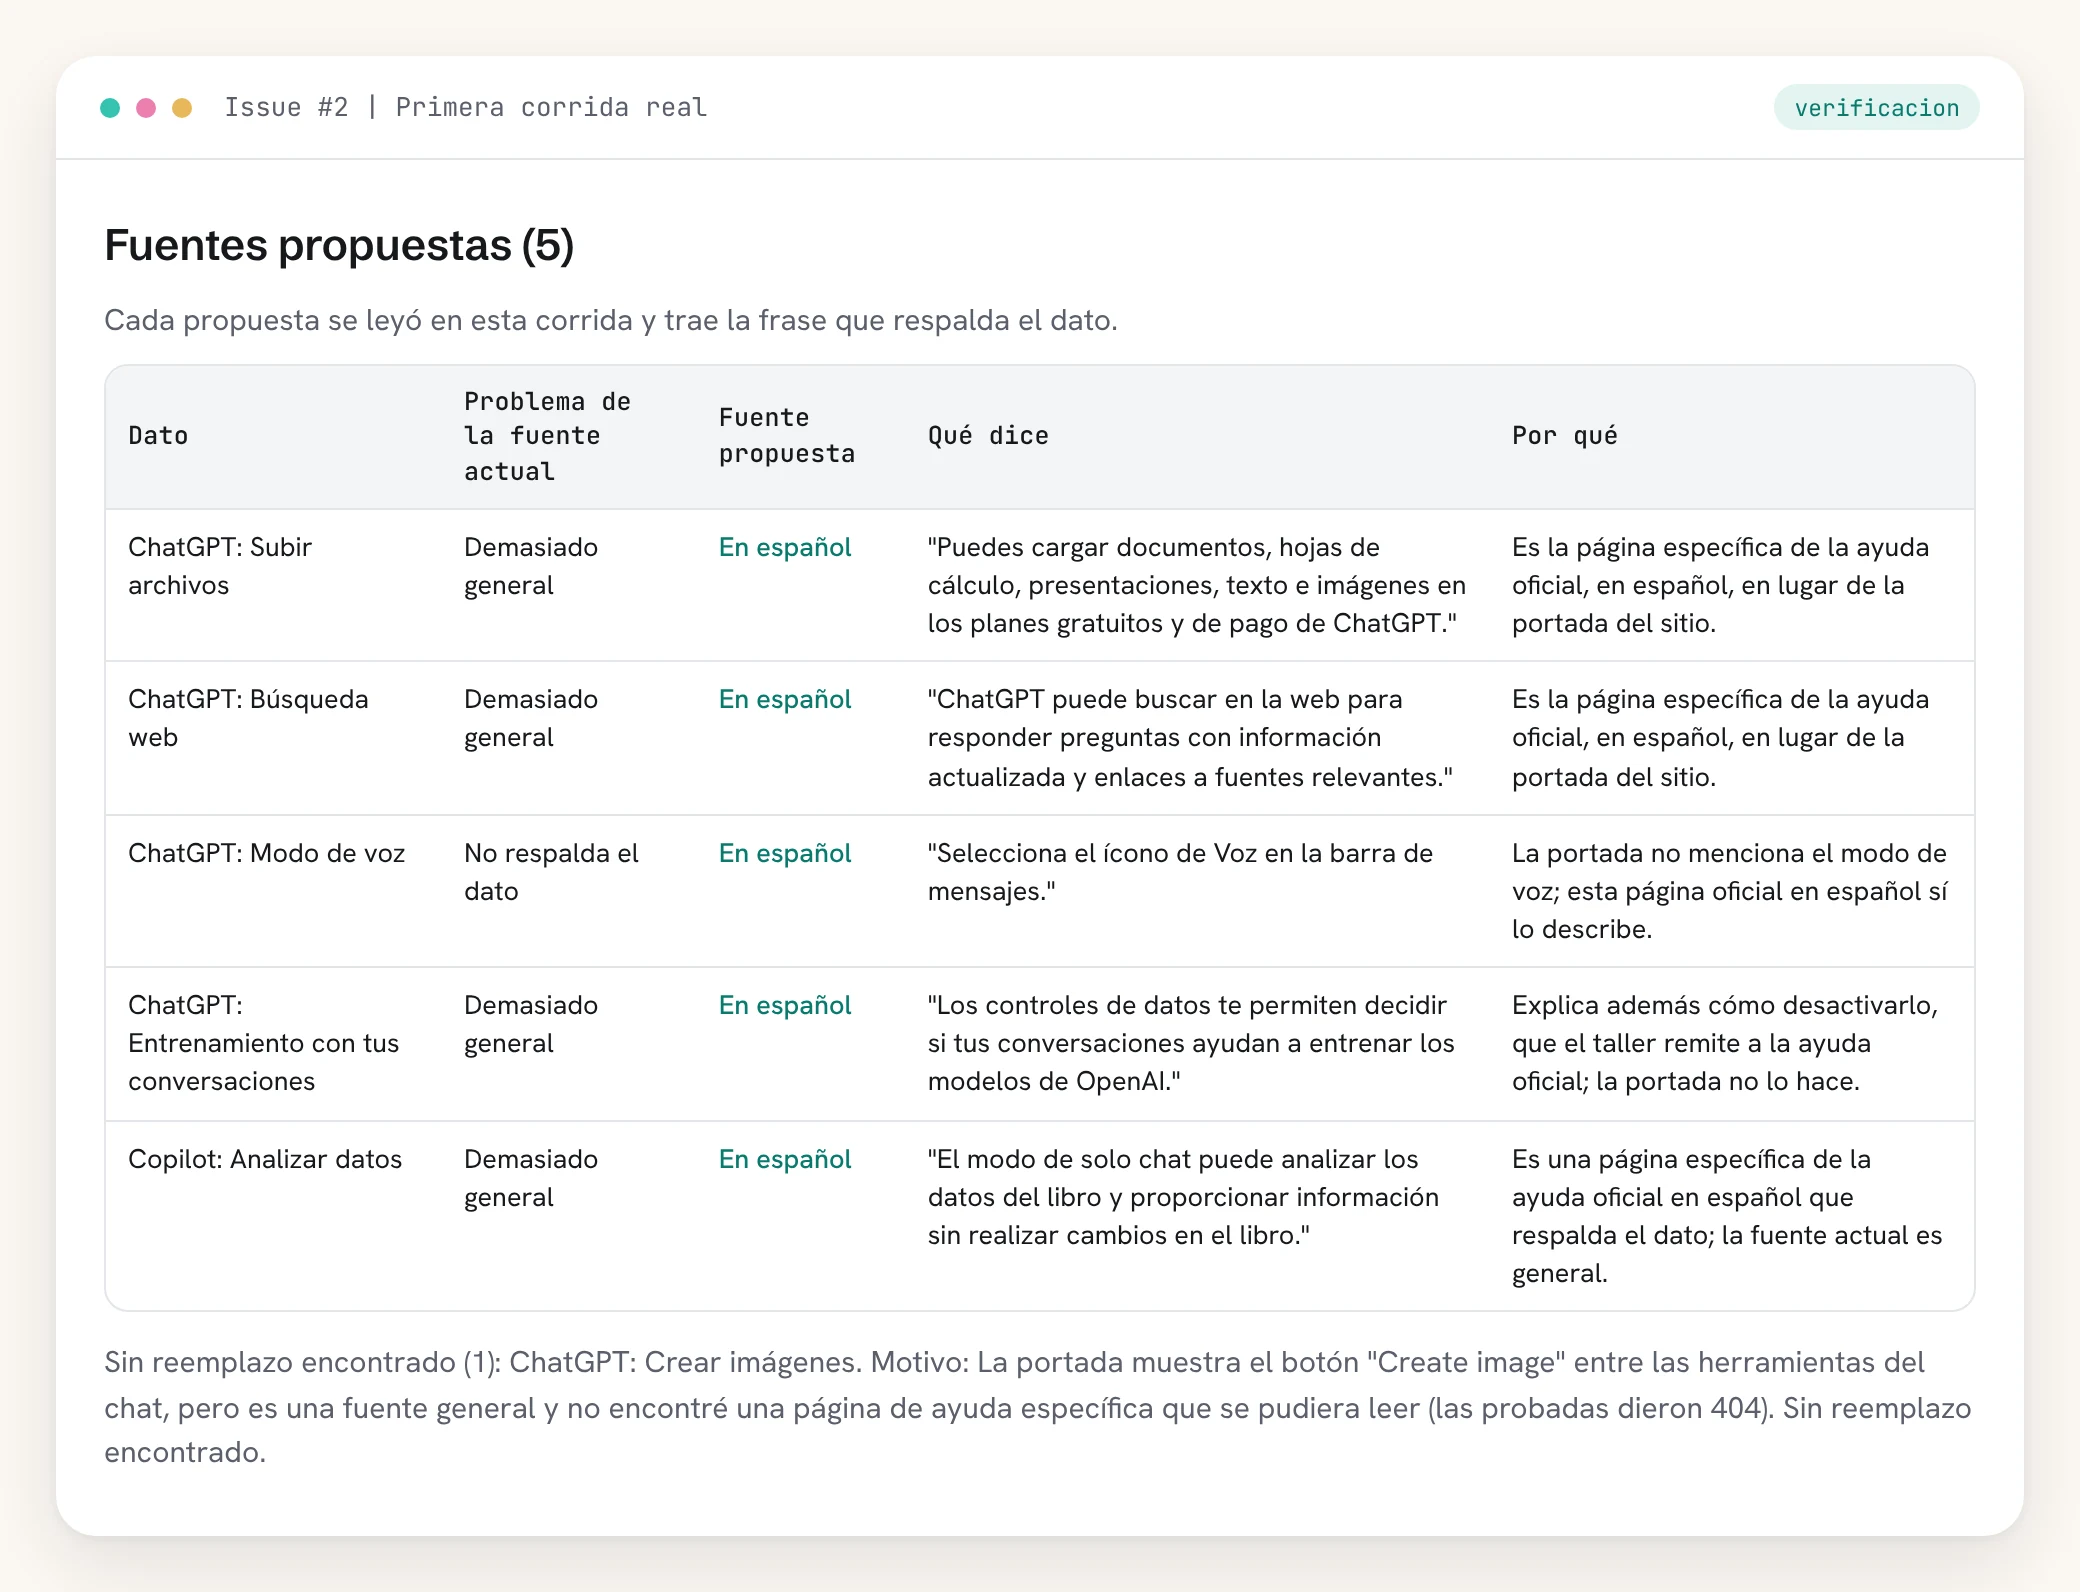 Issue #2 | Primera corrida real
verificacion
Fuentes propuestas (5)
Cada propuesta se leyó en esta corrida y trae la frase que respalda el dato.
Dato
Problema de
la fuente
actual
Fuente
propuesta
Qué dice
Por qué
ChatGPT: Subir
archivos
Demasiado
general
En español
"Puedes cargar documentos, hojas de
cálculo, presentaciones, texto e imágenes en
los planes gratuitos y de pago de ChatGPT."
Es la página específica de la ayuda
oficial, en español, en lugar de la
portada del sitio.
ChatGPT: Búsqueda
web
Demasiado
general
En español
"ChatGPT puede buscar en la web para
responder preguntas con información
actualizada y enlaces a fuentes relevantes."
Es la página específica de la ayuda
oficial, en español, en lugar de la
portada del sitio.
ChatGPT: Modo de voz
No respalda el
dato
En español
"Selecciona el ícono de Voz en la barra de
mensajes."
La portada no menciona el modo de
voz; esta página oficial en español sí
lo describe.
ChatGPT:
Entrenamiento con tus
conversaciones
Demasiado
general
En español
"Los controles de datos te permiten decidir
si tus conversaciones ayudan a entrenar los
modelos de OpenAI."
Explica además cómo desactivarlo,
que el taller remite a la ayuda
oficial; la portada no lo hace.
Copilot: Analizar datos
Demasiado
general
En español
"El modo de solo chat puede analizar los
datos del libro y proporcionar información
sin realizar cambios en el libro."
Es una página específica de la
ayuda oficial en español que
respalda el dato; la fuente actual es
general.
Sin reemplazo encontrado (1): ChatGPT: Crear imágenes. Motivo: La portada muestra el botón "Create image" entre las herramientas del
chat, pero es una fuente general y no encontré una página de ayuda específica que se pudiera leer (las probadas dieron 404). Sin reemplazo
encontrado.